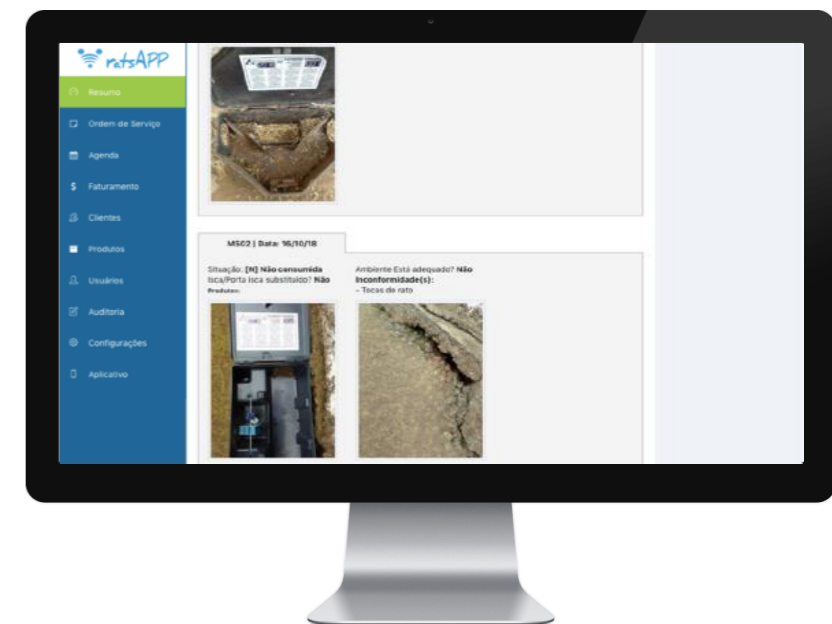 ratsAPP
Resumo
Ordem de Serviço
Agenda
$ Faturamento
Clientes
Produtos
Usuários
Auditoria
Configurações
Aplicativo
MS02 | Data: 16/10/18
Situação: [N] Não consumida
Isca/Porta isca substituído? Não
Produtos:
Ambiente Está adequado? Não
Inconformidade(s):
- Tocas de rato